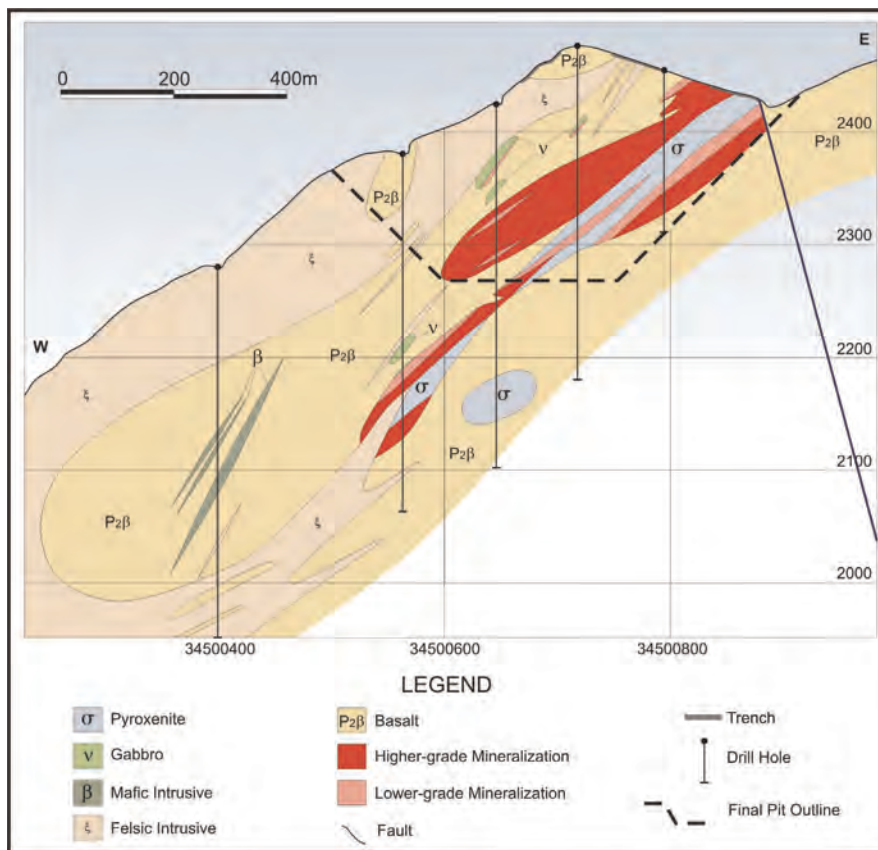 E
0 200 400m
P2β
ξ
2400
ν
σ
P2β
P2β
ξ
2300
W
ν
β
P2β
2200
σ
σ
ξ
P2β
2100
P2β
ξ
2000
34500400 34500600 34500800
LEGEND
σ Pyroxenite
ν Gabbro
β Mafic Intrusive
ξ Felsic Intrusive
P2β Basalt
Higher-grade Mineralization
Lower-grade Mineralization
Fault
Trench
Drill Hole
Final Pit Outline